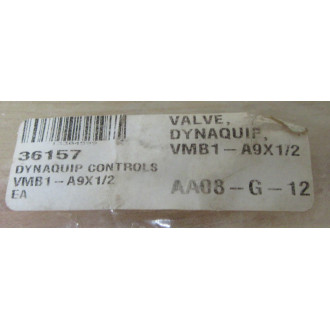 36157
DYNAQUIP CONTROLS
VMB1-A9X1/2
EA
VALVE,
DYNAQUIP,
VMB1-A9X1/2
AA08-G-12